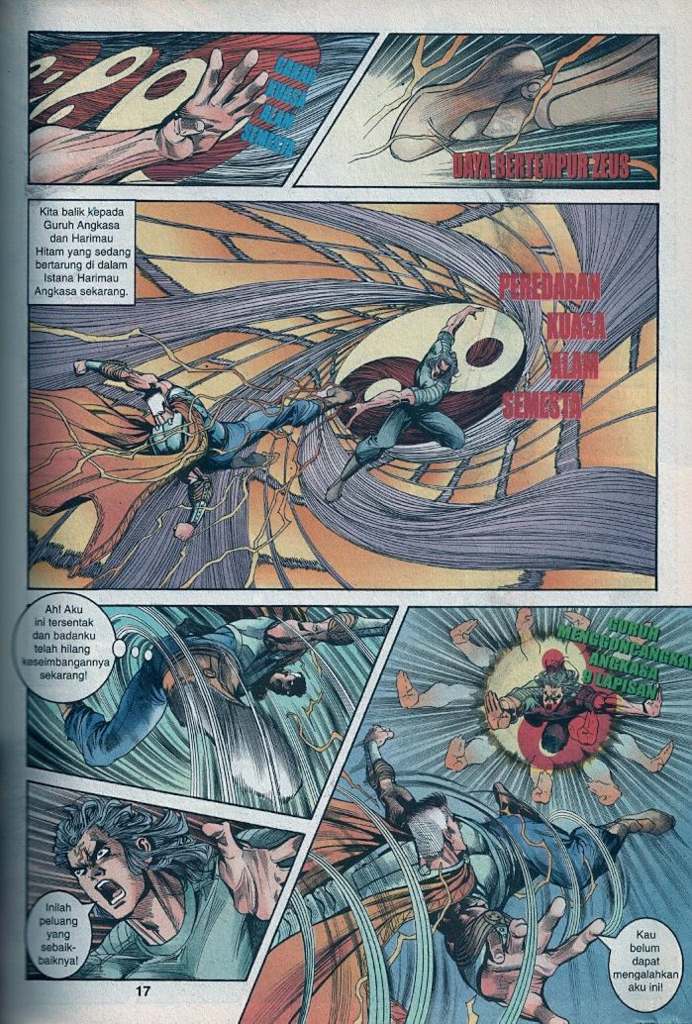 KUASA
ALAM
SEMESTA
DAYA BERTEMPUR ZEUS
Kita balik kepada
Guruh Angkasa
dan Harimau
Hitam yang sedang
bertarung di dalam
Istana Harimau
Angkasa sekarang.
PEREDARAN
KUASA
ALAM
SEMESTA
Ah! Aku
ini tersentak
dan badanku
telah hilang
keseimbangannya
sekarang!
GURUH
MENGGUNCANGKAN
ANGKASA
9 LAPISAN
Inilah
peluang
yang
sebaik-
baiknya!
Kau
belum
dapat
mengalahkan
aku ini!
17